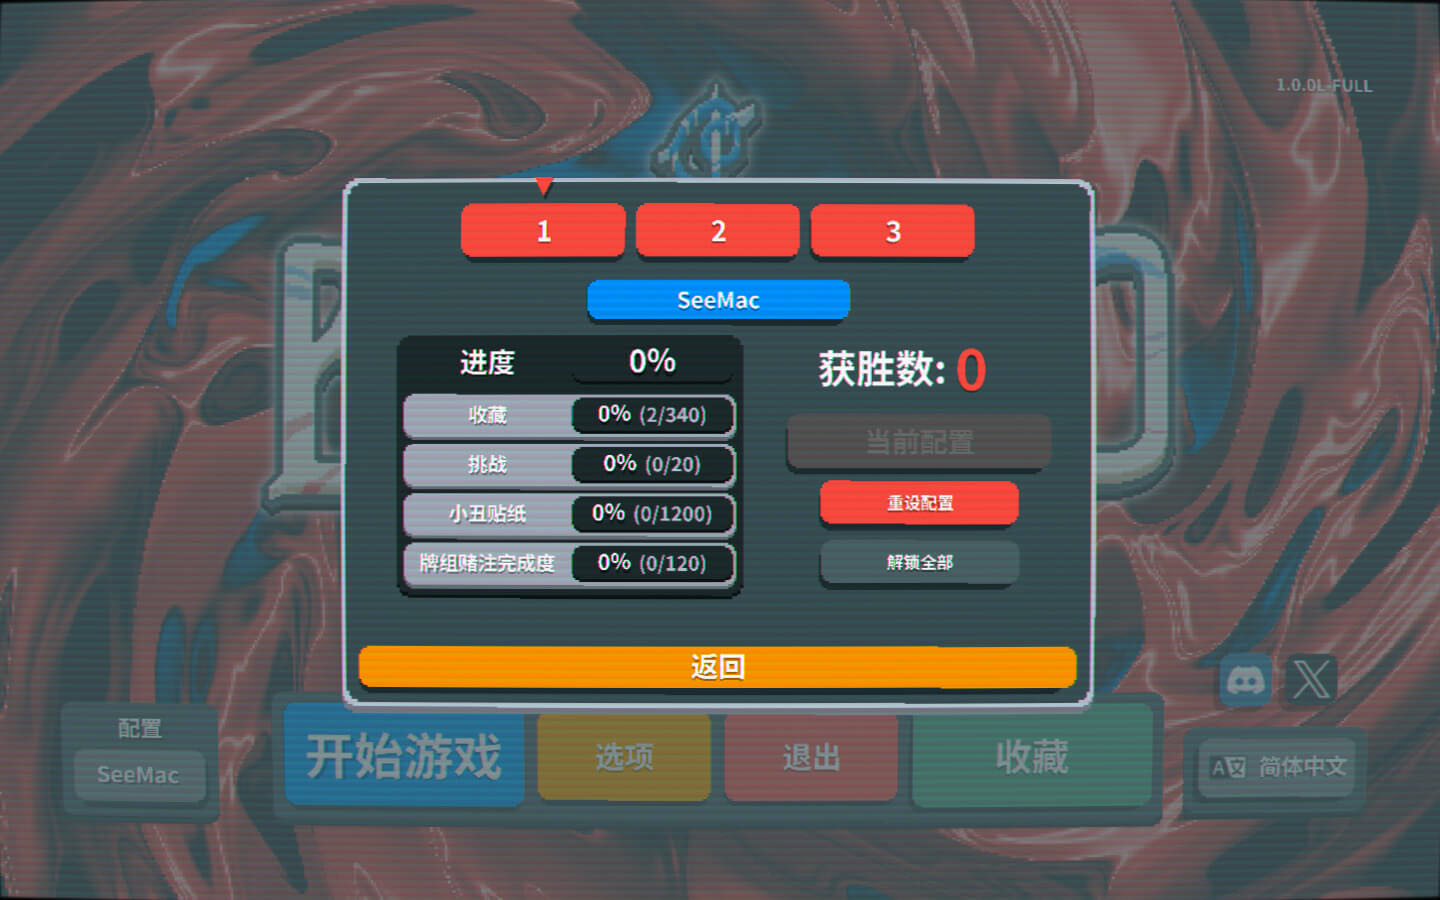 1.0.0L-FULL
1
2
3
SeeMac
进度 0%
收藏 0% (2/340)
挑战 0% (0/20)
小丑贴纸 0% (0/1200)
牌组赌注完成度 0% (0/120)
获胜数: 0
当前配置
重设配置
解锁全部
返回
配置
SeeMac
开始游戏
选项
退出
收藏
A文 简体中文